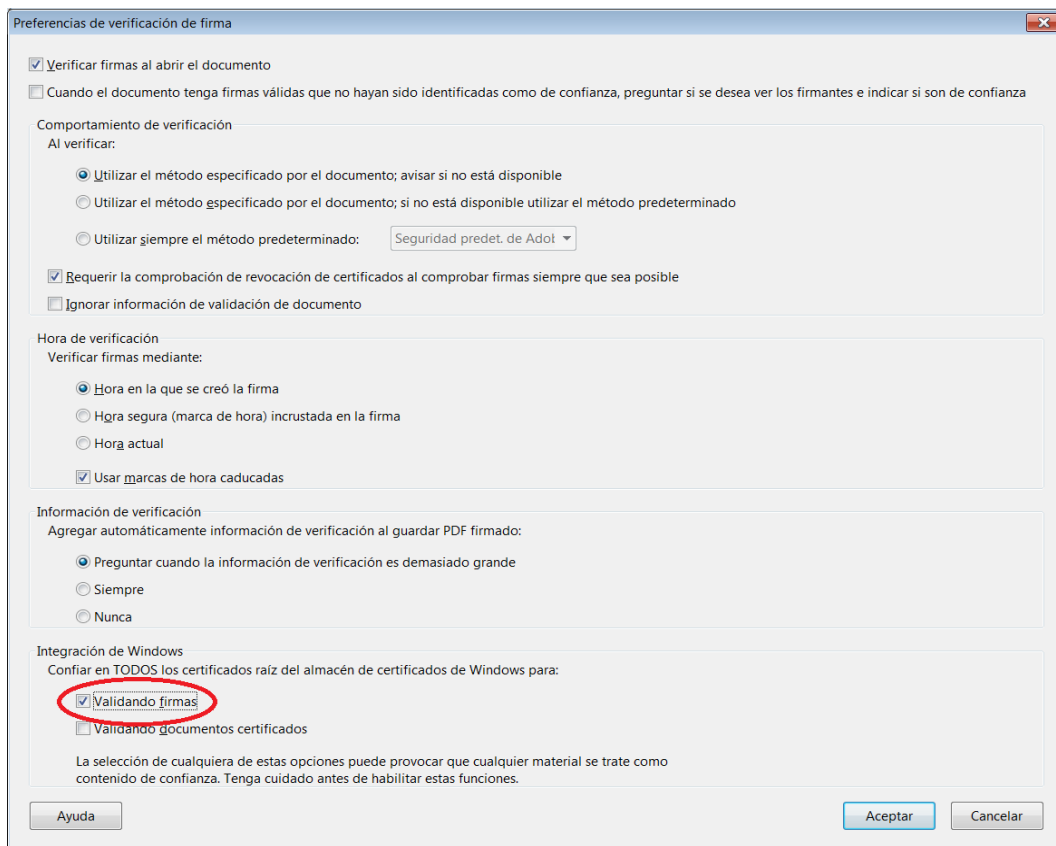 Preferencias de verificación de firma
Verificar firmas al abrir el documento
Cuando el documento tenga firmas válidas que no hayan sido identificadas como de confianza, preguntar si se desea ver los firmantes e indicar si son de confianza
Comportamiento de verificación
Al verificar:
Utilizar el método especificado por el documento; avisar si no está disponible
Utilizar el método especificado por el documento; si no está disponible utilizar el método predeterminado
Utilizar siempre el método predeterminado: Seguridad predet. de Adol
Requerir la comprobación de revocación de certificados al comprobar firmas siempre que sea posible
Ignorar información de validación de documento
Hora de verificación
Verificar firmas mediante:
Hora en la que se creó la firma
Hora segura (marca de hora) incrustada en la firma
Hora actual
Usar marcas de hora caducadas
Información de verificación
Agregar automáticamente información de verificación al guardar PDF firmado:
Preguntar cuando la información de verificación es demasiado grande
Siempre
Nunca
Integración de Windows
Confiar en TODOS los certificados raíz del almacén de certificados de Windows para:
Validando firmas
Validando documentos certificados
La selección de cualquiera de estas opciones puede provocar que cualquier material se trate como
contenido de confianza. Tenga cuidado antes de habilitar estas funciones.
Ayuda Aceptar Cancelar